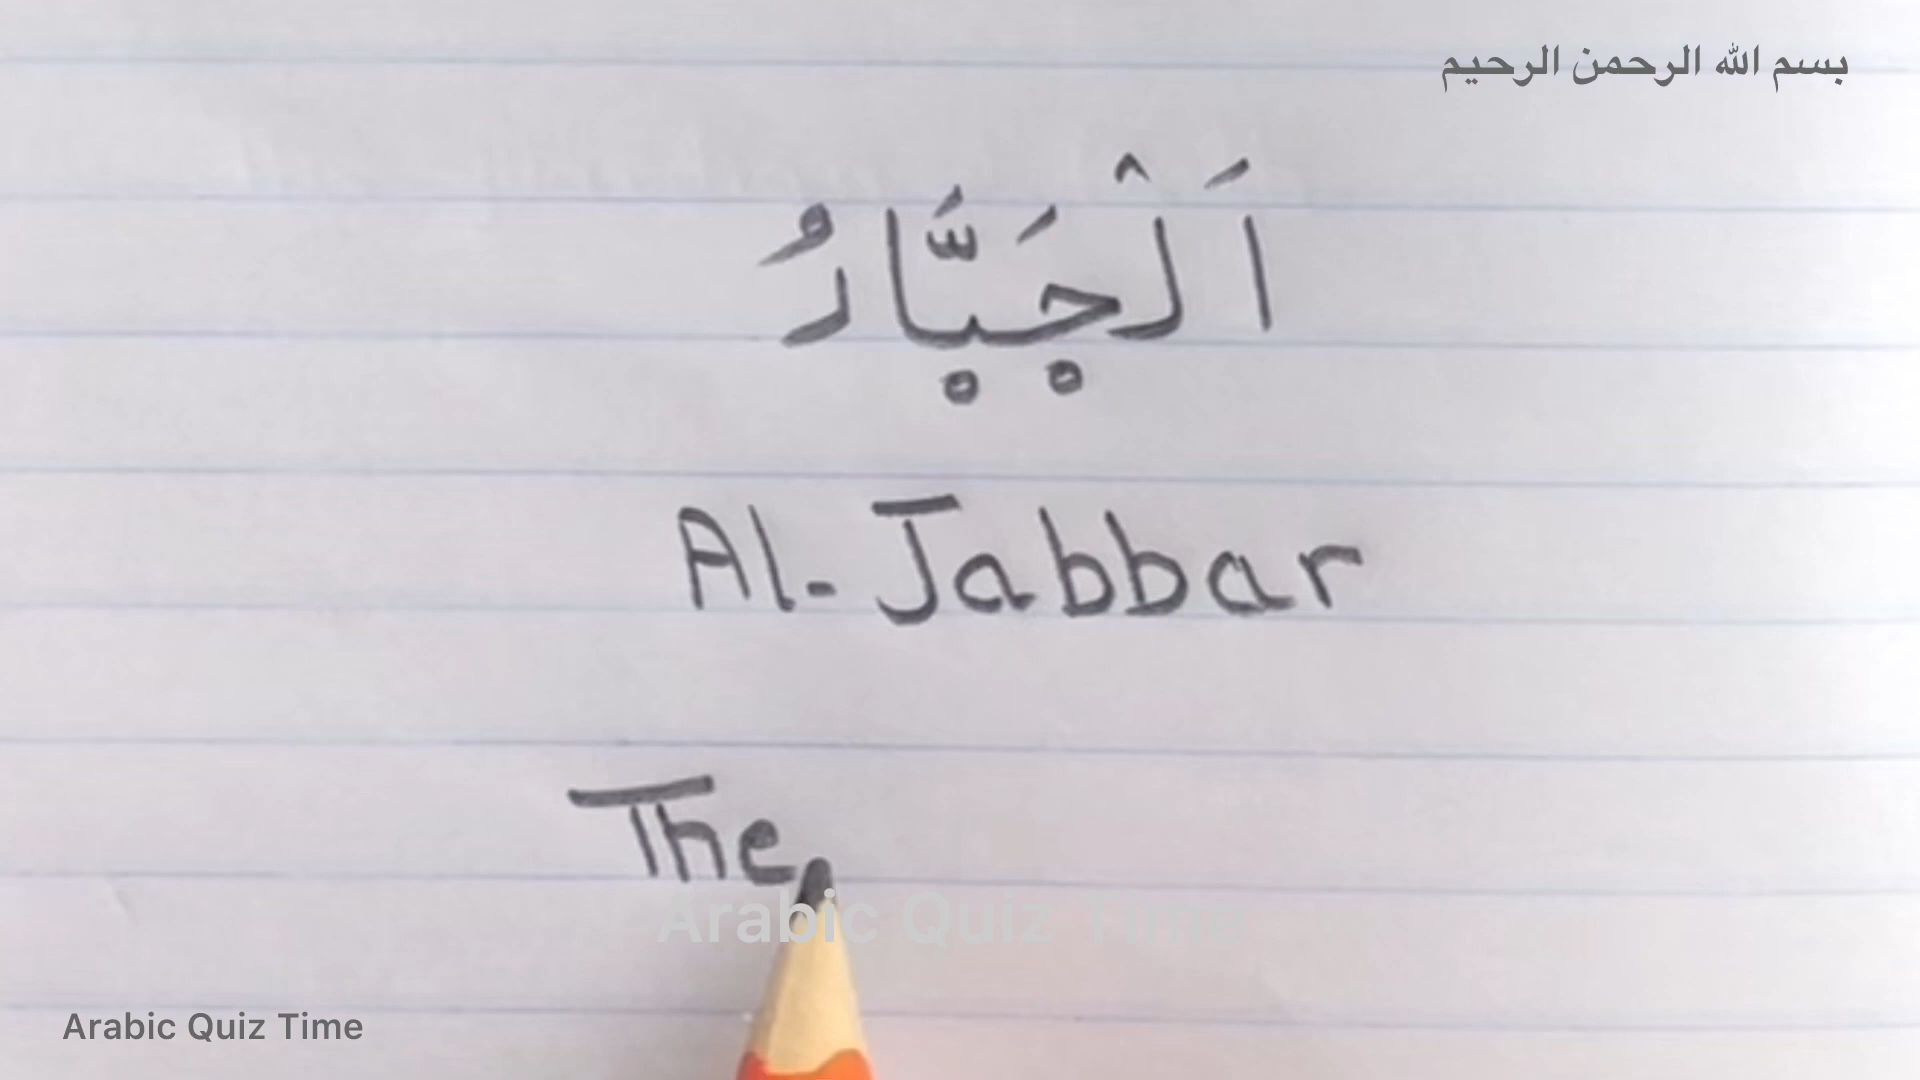 بسم الله الرحمن الرحيم
اَلْجَبَّارُ
Al-Jabbar
The
Arabic Quiz Time
Arabic Quiz Time